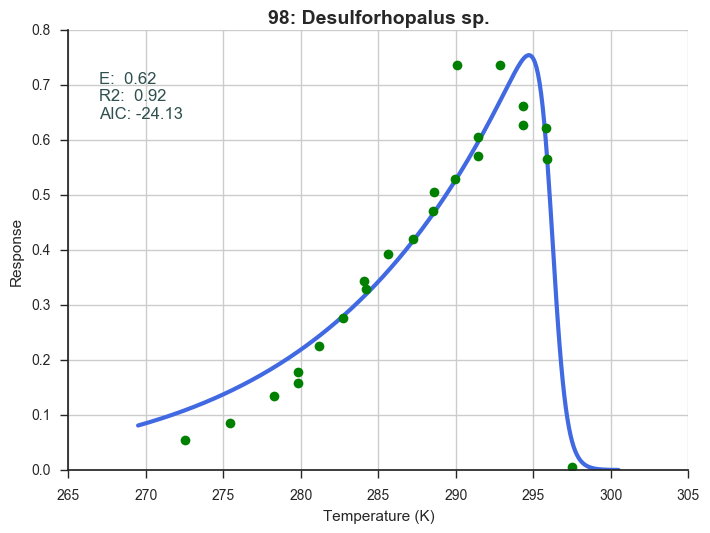 98: Desulforhopalus sp.
0.8
0.7
0.6
0.5
0.4
0.3
0.2
0.1
0.0
E:  0.62
R2:  0.92
AIC: -24.13
Response
265 270 275 280 285 290 295 300 305
Temperature (K)